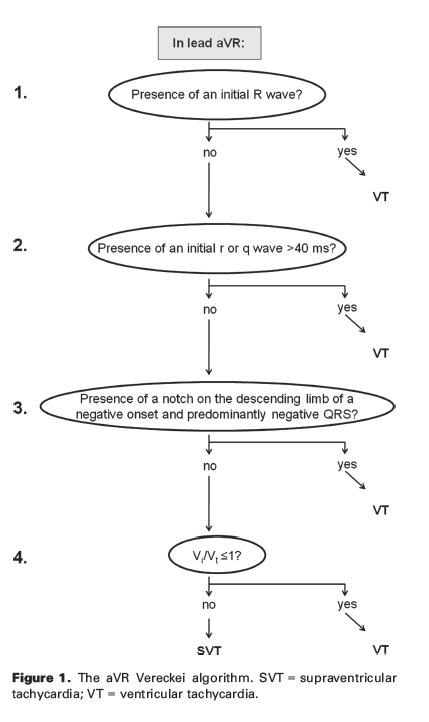 In lead aVR:
1.
Presence of an initial R wave?
no
yes
VT
2.
Presence of an initial r or q wave >40 ms?
no
yes
VT
3.
Presence of a notch on the descending limb of a
negative onset and predominantly negative QRS?
no
yes
VT
4.
Vi/Vt ≤1?
no
yes
SVT
VT
Figure 1. The aVR Vereckei algorithm. SVT = supraventricular
tachycardia; VT = ventricular tachycardia.